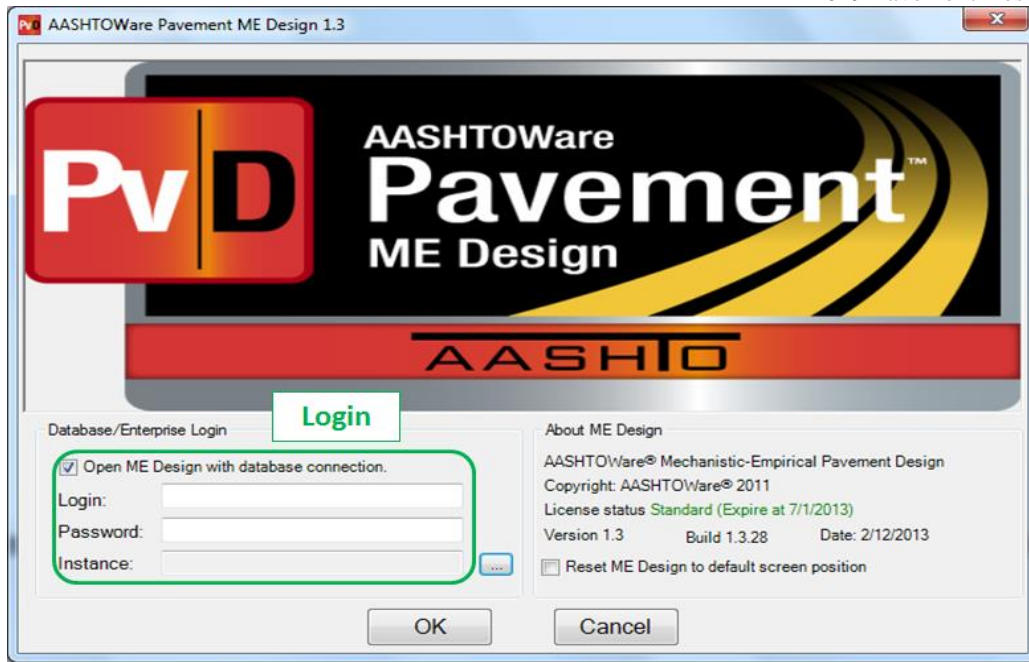 PvD AASHTOWare Pavement ME Design 1.3
PvD
AASHTOWare
Pavement™
ME Design
AASHTO
Login
Database/Enterprise Login
Open ME Design with database connection.
Login:
Password:
Instance:
...
About ME Design
AASHTOWare® Mechanistic-Empirical Pavement Design
Copyright: AASHTOWare® 2011
License status Standard (Expire at 7/1/2013)
Version 1.3 Build 1.3.28 Date: 2/12/2013
Reset ME Design to default screen position
OK Cancel